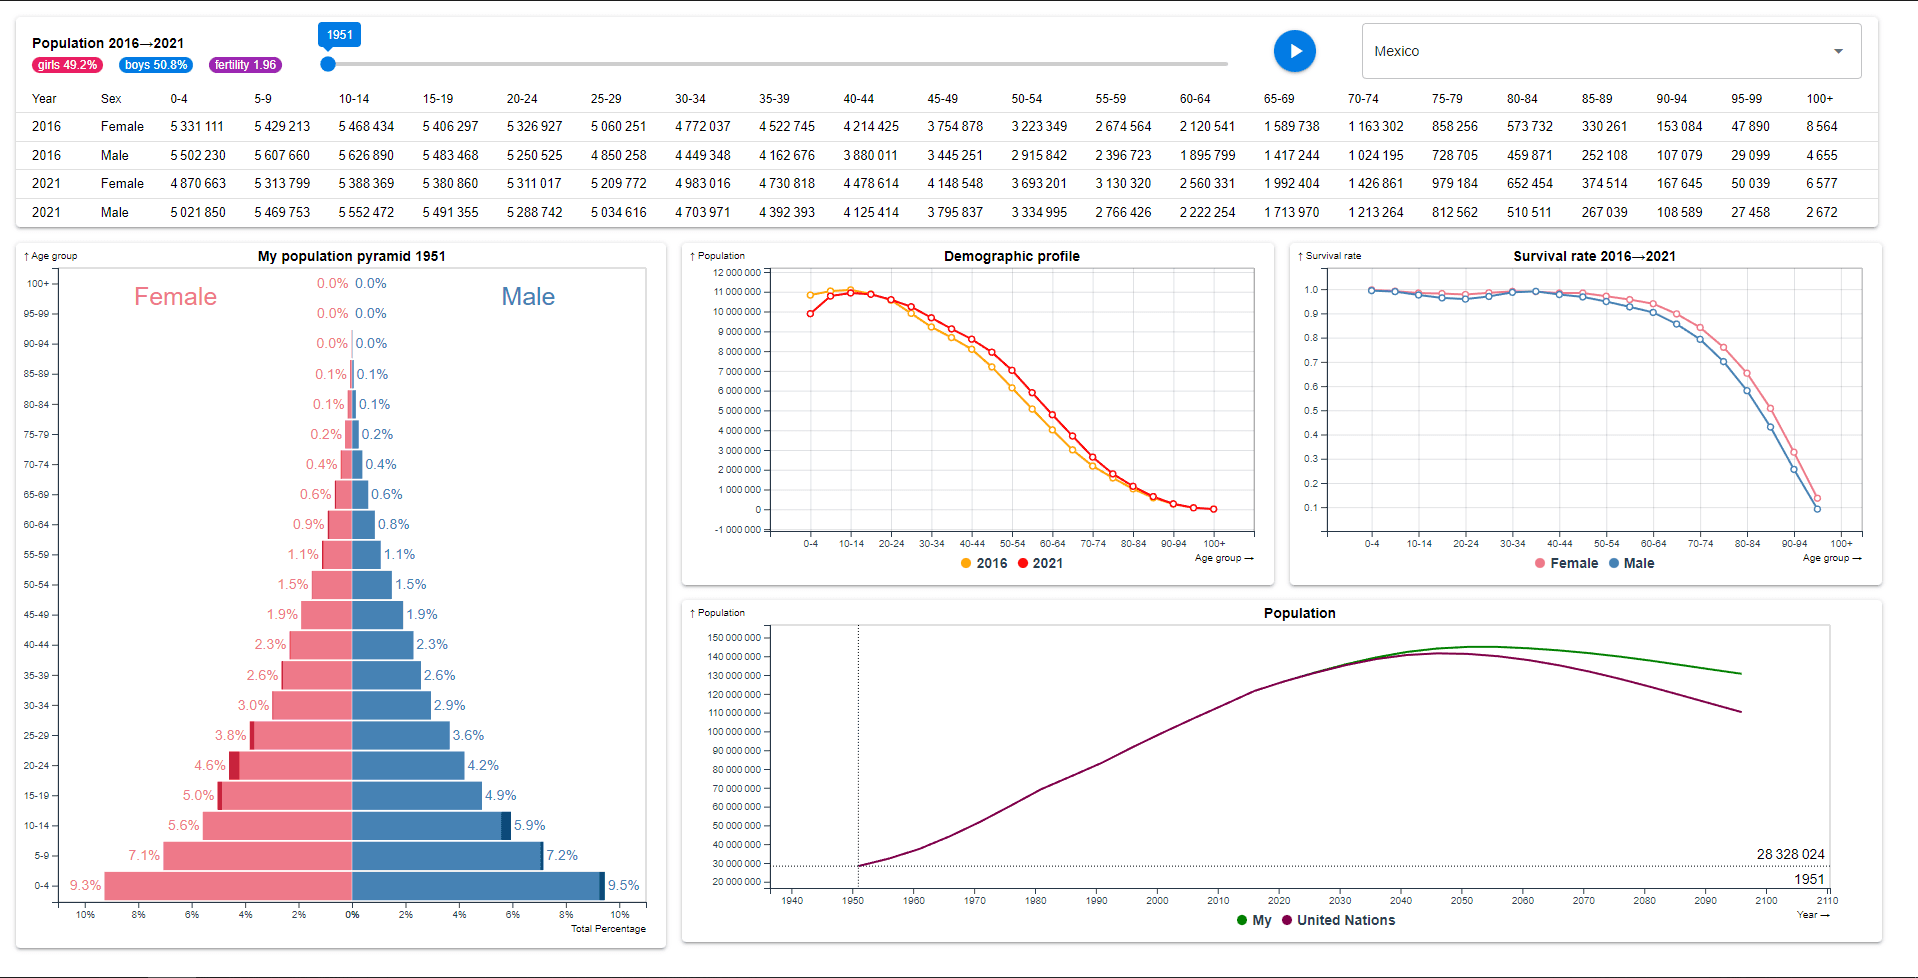 Population 2016→2021
girls 49.2% boys 50.8% fertility 1.96
1951
Mexico
Year Sex 0-4 5-9 10-14 15-19 20-24 25-29 30-34 35-39 40-44 45-49 50-54 55-59 60-64 65-69 70-74 75-79 80-84 85-89 90-94 95-99 100+
2016 Female 5 331 111 5 429 213 5 468 434 5 406 297 5 326 927 5 060 251 4 772 037 4 522 745 4 214 425 3 754 878 3 223 349 2 674 564 2 120 541 1 589 738 1 163 302 858 256 573 732 330 261 153 084 47 890 8 564
2016 Male 5 502 230 5 607 660 5 626 890 5 483 468 5 250 525 4 850 258 4 449 348 4 162 676 3 880 011 3 445 251 2 915 842 2 396 723 1 895 799 1 417 244 1 024 195 728 705 459 871 252 108 107 079 29 099 4 655
2021 Female 4 870 663 5 313 799 5 388 369 5 380 860 5 311 017 5 209 772 4 983 016 4 730 818 4 478 614 4 148 548 3 693 201 3 130 320 2 560 331 1 992 404 1 426 861 979 184 652 454 374 514 167 645 50 039 6 577
2021 Male 5 021 850 5 469 753 5 552 472 5 491 355 5 288 742 5 034 616 4 703 971 4 392 393 4 125 414 3 795 837 3 334 995 2 766 426 2 222 254 1 713 970 1 213 264 812 562 510 511 267 039 108 589 27 458 2 672
↑ Age group
My population pyramid 1951
Female Male
100+ 0.0% 0.0%
95-99 0.0% 0.0%
90-94 0.0% 0.0%
85-89 0.1% 0.1%
80-84 0.1% 0.1%
75-79 0.2% 0.2%
70-74 0.4% 0.4%
65-69 0.6% 0.6%
60-64 0.9% 0.8%
55-59 1.1% 1.1%
50-54 1.5% 1.5%
45-49 1.9% 1.9%
40-44 2.3% 2.3%
35-39 2.6% 2.6%
30-34 3.0% 2.9%
25-29 3.8% 3.6%
20-24 4.6% 4.2%
15-19 5.0% 4.9%
10-14 5.6% 5.9%
5-9 7.1% 7.2%
0-4 9.3% 9.5%
10% 8% 6% 4% 2% 0% 2% 4% 6% 8% 10%
Total Percentage
↑ Population
Demographic profile
12 000 000
11 000 000
10 000 000
9 000 000
8 000 000
7 000 000
6 000 000
5 000 000
4 000 000
3 000 000
2 000 000
1 000 000
0
-1 000 000
0-4 10-14 20-24 30-34 40-44 50-54 60-64 70-74 80-84 90-94 100+
Age group →
2016 2021
↑ Survival rate
Survival rate 2016→2021
1.0
0.9
0.8
0.7
0.6
0.5
0.4
0.3
0.2
0.1
0-4 10-14 20-24 30-34 40-44 50-54 60-64 70-74 80-84 90-94 100+
Age group →
Female Male
↑ Population
Population
150 000 000
140 000 000
130 000 000
120 000 000
110 000 000
100 000 000
90 000 000
80 000 000
70 000 000
60 000 000
50 000 000
40 000 000
30 000 000
20 000 000
28 328 024
1951
1940 1950 1960 1970 1980 1990 2000 2010 2020 2030 2040 2050 2060 2070 2080 2090 2100 2110
Year →
My United Nations